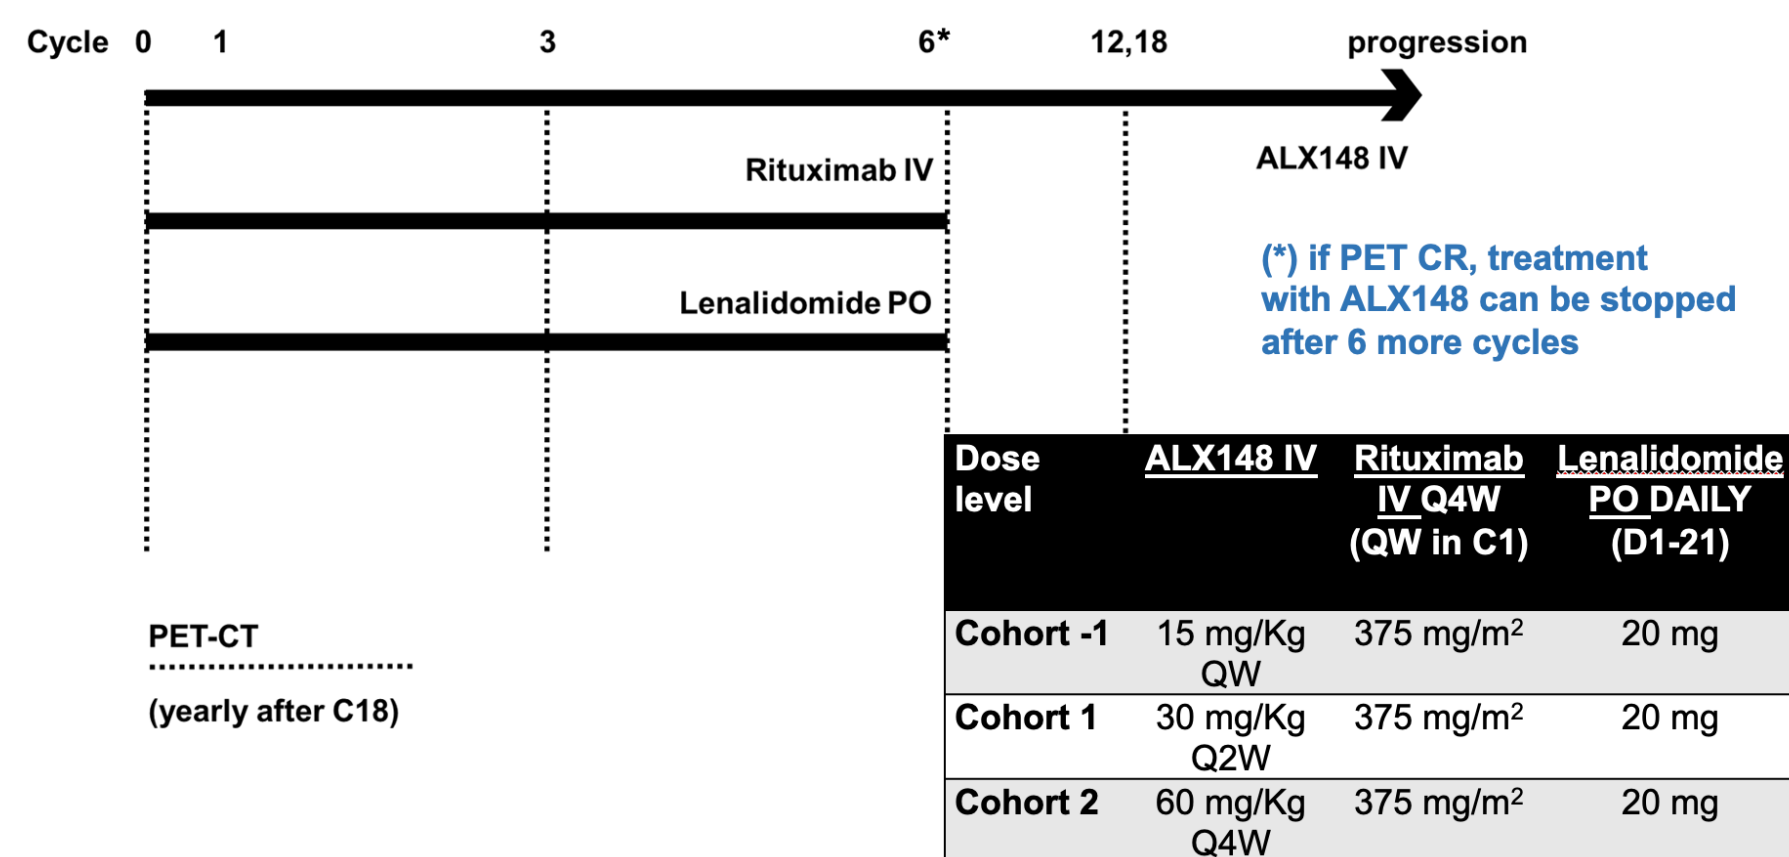 Cycle 0 1 3 6* 12,18 progression
Rituximab IV
ALX148 IV
Lenalidomide PO
(*) if PET CR, treatment
with ALX148 can be stopped
after 6 more cycles
PET-CT
(yearly after C18)
Dose ALX148 IV Rituximab Lenalidomide
level IV Q4W PO DAILY
(QW in C1) (D1-21)
Cohort -1 15 mg/Kg 375 mg/m² 20 mg
QW
Cohort 1 30 mg/Kg 375 mg/m² 20 mg
Q2W
Cohort 2 60 mg/Kg 375 mg/m² 20 mg
Q4W